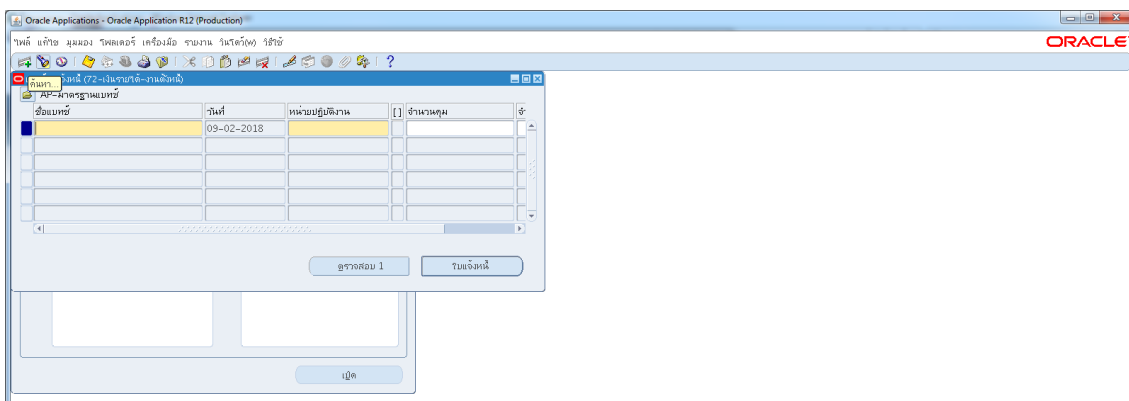 Oracle Applications - Oracle Application R12 (Production)
ไฟล์ แก้ไข มุมมอง โฟลเดอร์ เครื่องมือ รายงาน วินโดว์(w) วิธีใช้
ORACLE
ค้นหา...
งหนี้ (72-เงินรายได้-งานตั้งหนี้)
AP-มาตรฐานแบทช์
ชื่อแบทช์ วันที่ หน่วยปฏิบัติงาน [ ] จำนวนคุม จำ
09-02-2018
ตรวจสอบ 1 ใบแจ้งหนี้
เปิด